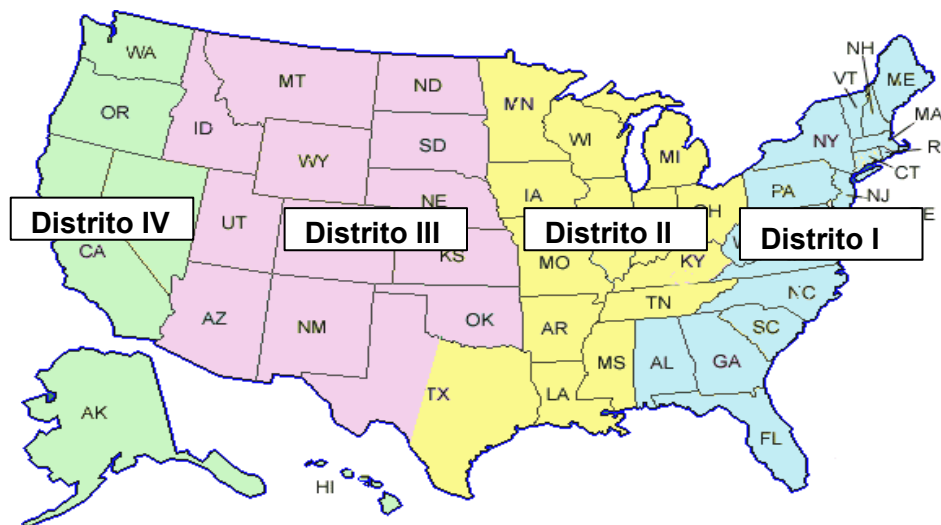 WA
MT
ND
MN
NH
VT
ME
OR
ID
SD
WI
MI
NY
MA
R
WY
CT
NE
IA
PA
NJ
OH
E
Distrito IV
UT
Distrito III
Distrito II
Distrito I
CA
KS
MO
KY
AZ
NM
OK
AR
TN
NC
SC
MS
AL
GA
TX
LA
AK
FL
HI